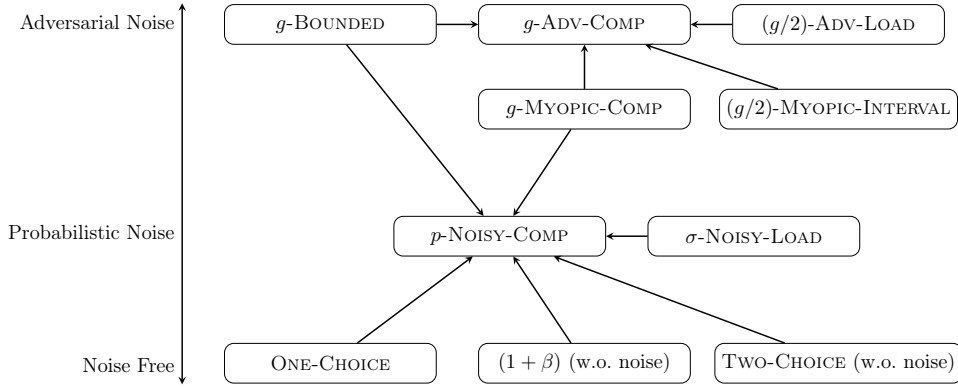 Adversarial Noise
g-BOUNDED
g-ADV-COMP
(g/2)-ADV-LOAD
g-MYOPIC-COMP
(g/2)-MYOPIC-INTERVAL
Probabilistic Noise
p-NOISY-COMP
σ-NOISY-LOAD
Noise Free
ONE-CHOICE
(1 + β) (w.o. noise)
TWO-CHOICE (w.o. noise)